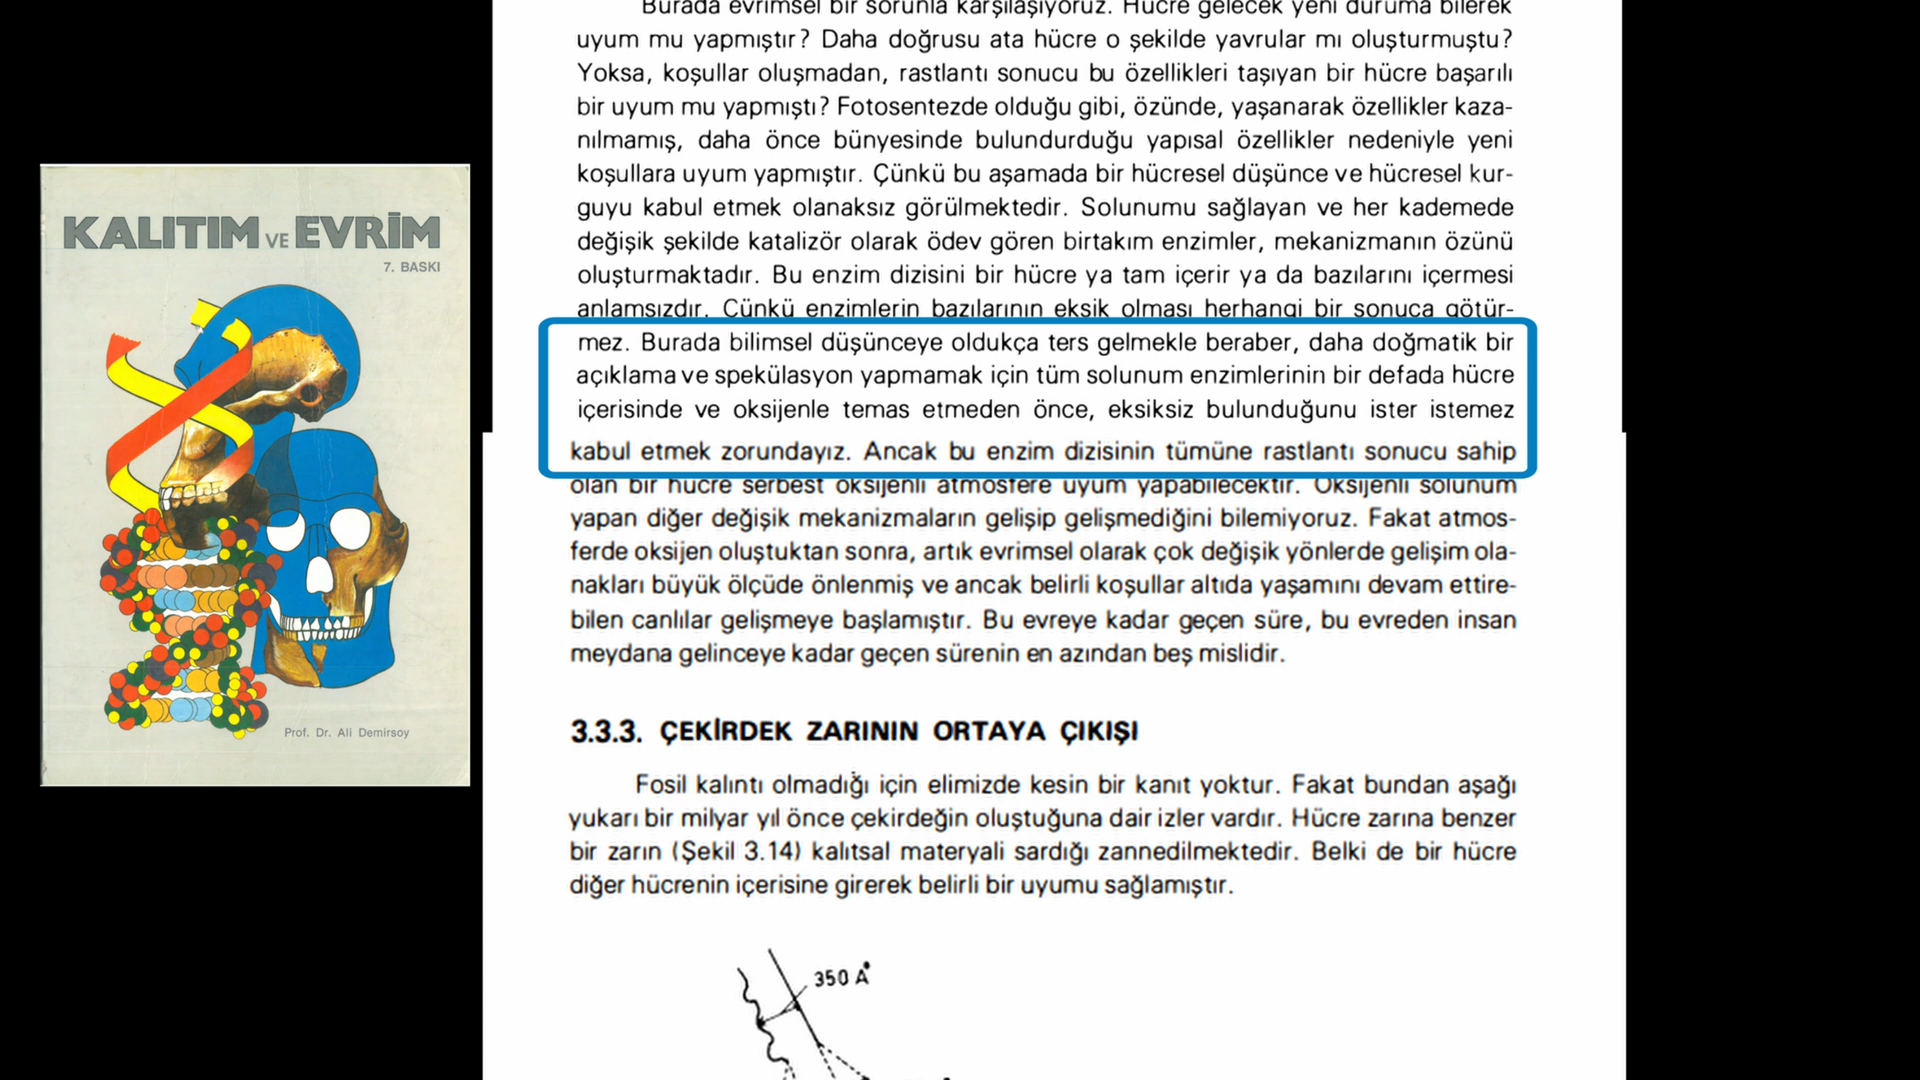 KALITIM VE EVRİM
7. BASKI
Prof. Dr. Ali Demirsoy
Burada evrimsel bir sorunla karşılaşıyoruz. Hücre gelecek yeni duruma bilerek
uyum mu yapmıştır? Daha doğrusu ata hücre o şekilde yavrular mı oluşturmuştu?
Yoksa, koşullar oluşmadan, rastlantı sonucu bu özellikleri taşıyan bir hücre başarılı
bir uyum mu yapmıştı? Fotosentezde olduğu gibi, özünde, yaşanarak özellikler kaza-
nılmamış, daha önce bünyesinde bulundurduğu yapısal özellikler nedeniyle yeni
koşullara uyum yapmıştır. Çünkü bu aşamada bir hücresel düşünce ve hücresel kur-
guyu kabul etmek olanaksız görülmektedir. Solunumu sağlayan ve her kademede
değişik şekilde katalizör olarak ödev gören birtakım enzimler, mekanizmanın özünü
oluşturmaktadır. Bu enzim dizisini bir hücre ya tam içerir ya da bazılarını içermesi
anlamsızdır. Çünkü enzimlerin bazılarının eksik olması herhangi bir sonuca götür-
mez. Burada bilimsel düşünceye oldukça ters gelmekle beraber, daha doğmatik bir
açıklama ve spekülasyon yapmamak için tüm solunum enzimlerinin bir defada hücre
içerisinde ve oksijenle temas etmeden önce, eksiksiz bulunduğunu ister istemez
kabul etmek zorundayız. Ancak bu enzim dizisinin tümüne rastlantı sonucu sahip
olan bir hücre serbest oksijenli atmosfere uyum yapabilecektir. Oksijenli solunum
yapan diğer değişik mekanizmaların gelişip gelişmediğini bilemiyoruz. Fakat atmos-
ferde oksijen oluştuktan sonra, artık evrimsel olarak çok değişik yönlerde gelişim ola-
nakları büyük ölçüde önlenmiş ve ancak belirli koşullar altıda yaşamını devam ettire-
bilen canlılar gelişmeye başlamıştır. Bu evreye kadar geçen süre, bu evreden insan
meydana gelinceye kadar geçen sürenin en azından beş mislidir.
3.3.3. ÇEKİRDEK ZARININ ORTAYA ÇIKIŞI
Fosil kalıntı olmadığı için elimizde kesin bir kanıt yoktur. Fakat bundan aşağı
yukarı bir milyar yıl önce çekirdeğin oluştuğuna dair izler vardır. Hücre zarına benzer
bir zarın (Şekil 3.14) kalıtsal materyali sardığı zannedilmektedir. Belki de bir hücre
diğer hücrenin içerisine girerek belirli bir uyumu sağlamıştır.
350 Å